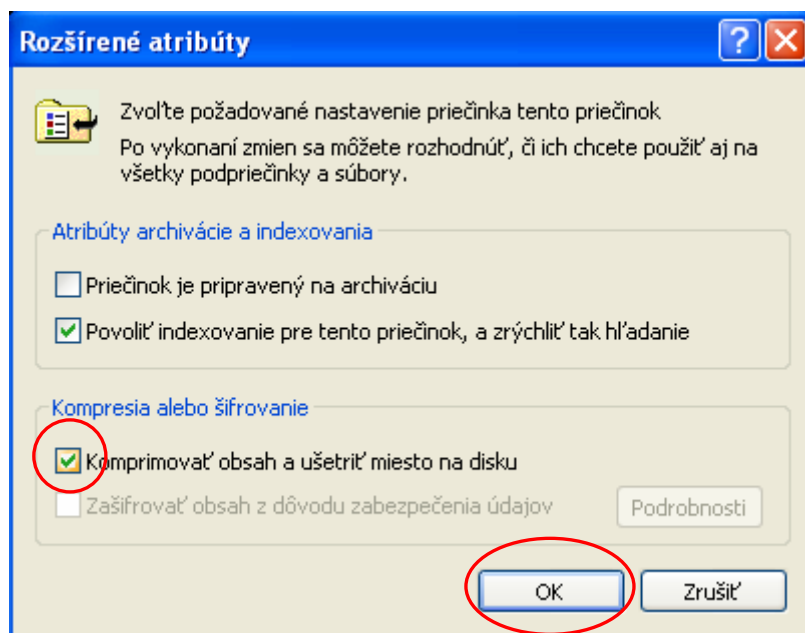 Rozšírené atribúty
Zvoľte požadované nastavenie priečinka tento priečinok
Po vykonaní zmien sa môžete rozhodnúť, či ich chcete použiť aj na
všetky podpriečinky a súbory.
Atribúty archivácie a indexovania
Priečinok je pripravený na archiváciu
Povoliť indexovanie pre tento priečinok, a zrýchliť tak hľadanie
Kompresia alebo šifrovanie
Komprimovať obsah a ušetriť miesto na disku
Zašifrovať obsah z dôvodu zabezpečenia údajov
Podrobnosti
OK
Zrušiť